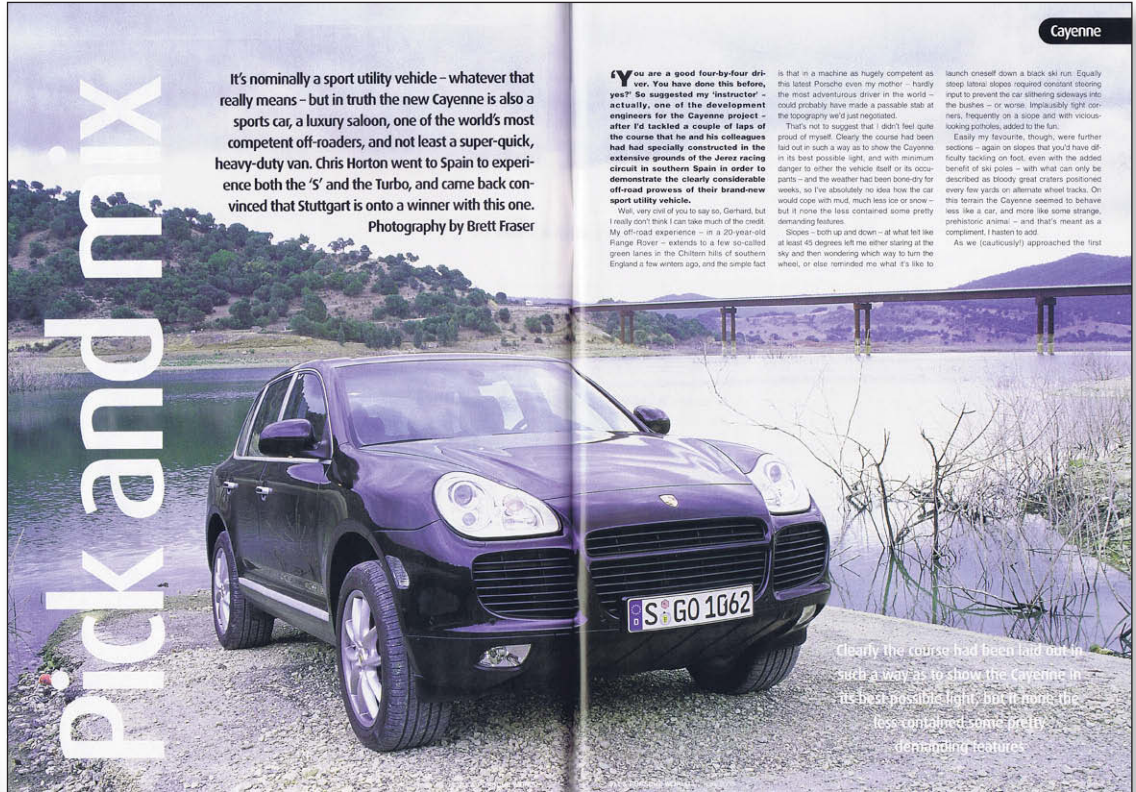 Pick and mix
It's nominally a sport utility vehicle – whatever that
really means – but in truth the new Cayenne is also a
sports car, a luxury saloon, one of the world's most
competent off-roaders, and not least a super-quick,
heavy-duty van. Chris Horton went to Spain to experi-
ence both the 'S' and the Turbo, and came back con-
vinced that Stuttgart is onto a winner with this one.
Photography by Brett Fraser
Cayenne
'You are a good four-by-four dri-
ver. You have done this before,
yes?' So suggested my 'instructor' –
actually, one of the development
engineers for the Cayenne project –
after I'd tackled a couple of laps of
the course that he and his colleagues
had had specially constructed in the
extensive grounds of the Jerez racing
circuit in southern Spain in order to
demonstrate the clearly considerable
off-road prowess of their brand-new
sport utility vehicle.
Well, very civil of you to say so, Gerhard, but
I really don't think I can take much of the credit.
My off-road experience – in a 20-year-old
Range Rover – extends to a few so-called
green lanes in the Chiltern hills of southern
England a few winters ago, and the simple fact
is that in a machine as hugely competent as
this latest Porsche even my mother – hardly
the most adventurous driver in the world –
could probably have made a passable stab at
the topography we'd just negotiated.
That's not to suggest that I didn't feel quite
proud of myself. Clearly the course had been
laid out in such a way as to show the Cayenne
in its best possible light, and with minimum
danger to either the vehicle itself or its occu-
pants – and the weather had been bone-dry for
weeks, so I've absolutely no idea how the car
would cope with mud, much less ice or snow –
but it none the less contained some pretty
demanding features.
Slopes – both up and down – at what felt like
at least 45 degrees left me either staring at the
sky and then wondering which way to turn the
wheel, or else reminded me what it's like to
launch oneself down a black ski run. Equally
steep lateral slopes required constant steering
input to prevent the car slithering sideways into
the bushes – or worse. Implausibly tight cor-
ners, frequently on a slope and with vicious-
looking potholes, added to the fun.
Easily my favourite, though, were further
sections – again on slopes that you'd have dif-
ficulty tackling on foot, even with the added
benefit of ski poles – with what can only be
described as bloody great craters positioned
every few yards on alternate wheel tracks. On
this terrain the Cayenne seemed to behave
less like a car, and more like some strange,
prehistoric animal – and that's meant as a
compliment, I hasten to add.
As we (cautiously!) approached the first
S GO 1062
Clearly the course had been laid out in
such a way as to show the Cayenne in
its best possible light, but it none the
less contained some pretty
demanding features